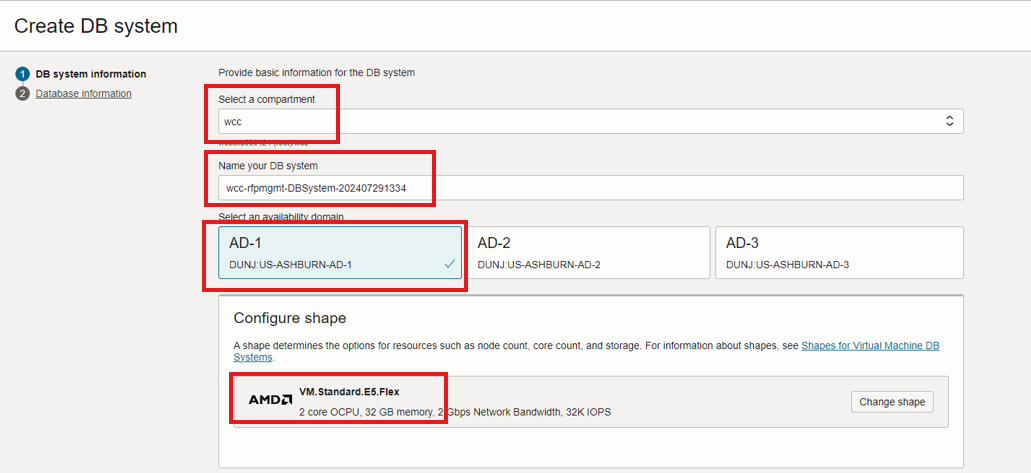 Create DB system
1 DB system information
2 Database information
Provide basic information for the DB system
Select a compartment
wcc
Name your DB system
wcc-rfpmgmt-DBSystem-202407291334
Select an availability domain
AD-1
DUNJ:US-ASHBURN-AD-1
AD-2
DUNJ:US-ASHBURN-AD-2
AD-3
DUNJ:US-ASHBURN-AD-3
Configure shape
A shape determines the options for resources such as node count, core count, and storage. For information about shapes, see Shapes for Virtual Machine DB
Systems.
AMD
VM.Standard.E5.Flex
2 core OCPU, 32 GB memory, 2 Gbps Network Bandwidth, 32K IOPS
Change shape